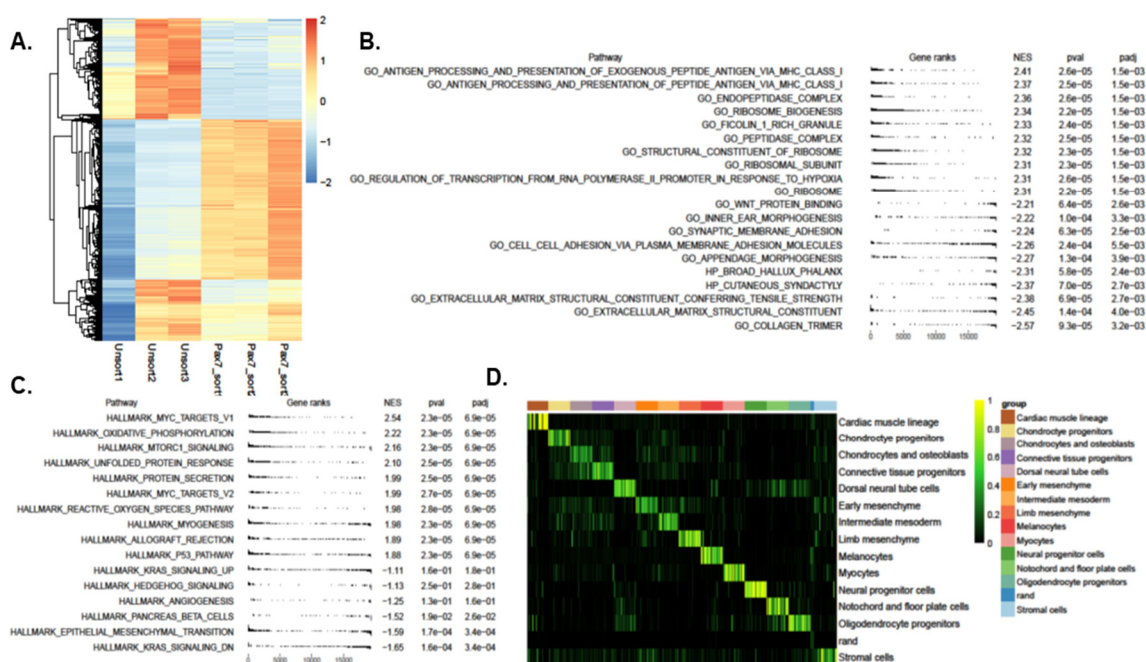 A.
2
1
0
−1
−2
Unsort1
Unsort2
Unsort3
Pax7_sort1
Pax7_sort2
Pax7_sort3
B.
Pathway Gene ranks NES pval padj
GO_ANTIGEN_PROCESSING_AND_PRESENTATION_OF_EXOGENOUS_PEPTIDE_ANTIGEN_VIA_MHC_CLASS_I 2.41 2.6e−05 1.5e−03
GO_ANTIGEN_PROCESSING_AND_PRESENTATION_OF_PEPTIDE_ANTIGEN_VIA_MHC_CLASS_I 2.37 2.5e−05 1.5e−03
GO_ENDOPEPTIDASE_COMPLEX 2.36 2.6e−05 1.5e−03
GO_RIBOSOME_BIOGENESIS 2.34 2.2e−05 1.5e−03
GO_FICOLIN_1_RICH_GRANULE 2.33 2.4e−05 1.5e−03
GO_PEPTIDASE_COMPLEX 2.32 2.5e−05 1.5e−03
GO_STRUCTURAL_CONSTITUENT_OF_RIBOSOME 2.32 2.3e−05 1.5e−03
GO_RIBOSOMAL_SUBUNIT 2.31 2.3e−05 1.5e−03
GO_REGULATION_OF_TRANSCRIPTION_FROM_RNA_POLYMERASE_II_PROMOTER_IN_RESPONSE_TO_HYPOXIA 2.31 2.6e−05 1.5e−03
GO_RIBOSOME 2.31 2.2e−05 1.5e−03
GO_WNT_PROTEIN_BINDING −2.21 6.4e−05 2.6e−03
GO_INNER_EAR_MORPHOGENESIS −2.22 1.0e−04 3.3e−03
GO_SYNAPTIC_MEMBRANE_ADHESION −2.24 6.3e−05 2.5e−03
GO_CELL_CELL_ADHESION_VIA_PLASMA_MEMBRANE_ADHESION_MOLECULES −2.26 2.4e−04 5.5e−03
GO_APPENDAGE_MORPHOGENESIS −2.27 1.3e−04 3.9e−03
HP_BROAD_HALLUX_PHALANX −2.31 5.8e−05 2.4e−03
HP_CUTANEOUS_SYNDACTYLY −2.37 7.0e−05 2.7e−03
GO_EXTRACELLULAR_MATRIX_STRUCTURAL_CONSTITUENT_CONFERRING_TENSILE_STRENGTH −2.38 6.9e−05 2.7e−03
GO_EXTRACELLULAR_MATRIX_STRUCTURAL_CONSTITUENT −2.45 1.4e−04 4.0e−03
GO_COLLAGEN_TRIMER −2.57 9.3e−05 3.2e−03
0 5000 10000 15000
C.
Pathway Gene ranks NES pval padj
HALLMARK_MYC_TARGETS_V1 2.54 2.3e−05 6.9e−05
HALLMARK_OXIDATIVE_PHOSPHORYLATION 2.22 2.3e−05 6.9e−05
HALLMARK_MTORC1_SIGNALING 2.16 2.3e−05 6.9e−05
HALLMARK_UNFOLDED_PROTEIN_RESPONSE 2.10 2.5e−05 6.9e−05
HALLMARK_PROTEIN_SECRETION 1.99 2.5e−05 6.9e−05
HALLMARK_MYC_TARGETS_V2 1.99 2.7e−05 6.9e−05
HALLMARK_REACTIVE_OXYGEN_SPECIES_PATHWAY 1.98 2.8e−05 6.9e−05
HALLMARK_MYOGENESIS 1.98 2.3e−05 6.9e−05
HALLMARK_ALLOGRAFT_REJECTION 1.89 2.3e−05 6.9e−05
HALLMARK_P53_PATHWAY 1.88 2.3e−05 6.9e−05
HALLMARK_KRAS_SIGNALING_UP −1.11 1.6e−01 1.8e−01
HALLMARK_HEDGEHOG_SIGNALING −1.13 2.5e−01 2.8e−01
HALLMARK_ANGIOGENESIS −1.25 1.3e−01 1.6e−01
HALLMARK_PANCREAS_BETA_CELLS −1.52 1.9e−02 2.6e−02
HALLMARK_EPITHELIAL_MESENCHYMAL_TRANSITION −1.59 1.7e−04 3.4e−04
HALLMARK_KRAS_SIGNALING_DN −1.65 1.6e−04 3.4e−04
0 5000 10000 15000
D.
Cardiac muscle lineage
Chondroctye progenitors
Chondrocytes and osteoblasts
Connective tissue progenitors
Dorsal neural tube cells
Early mesenchyme
Intermediate mesoderm
Limb mesenchyme
Melanocytes
Myocytes
Neural progenitor cells
Notochord and floor plate cells
Oligodendrocyte progenitors
rand
Stromal cells
1
0.8
0.6
0.4
0.2
0
group
Cardiac muscle lineage
Chondroctye progenitors
Chondrocytes and osteoblasts
Connective tissue progenitors
Dorsal neural tube cells
Early mesenchyme
Intermediate mesoderm
Limb mesenchyme
Melanocytes
Myocytes
Neural progenitor cells
Notochord and floor plate cells
Oligodendrocyte progenitors
rand
Stromal cells